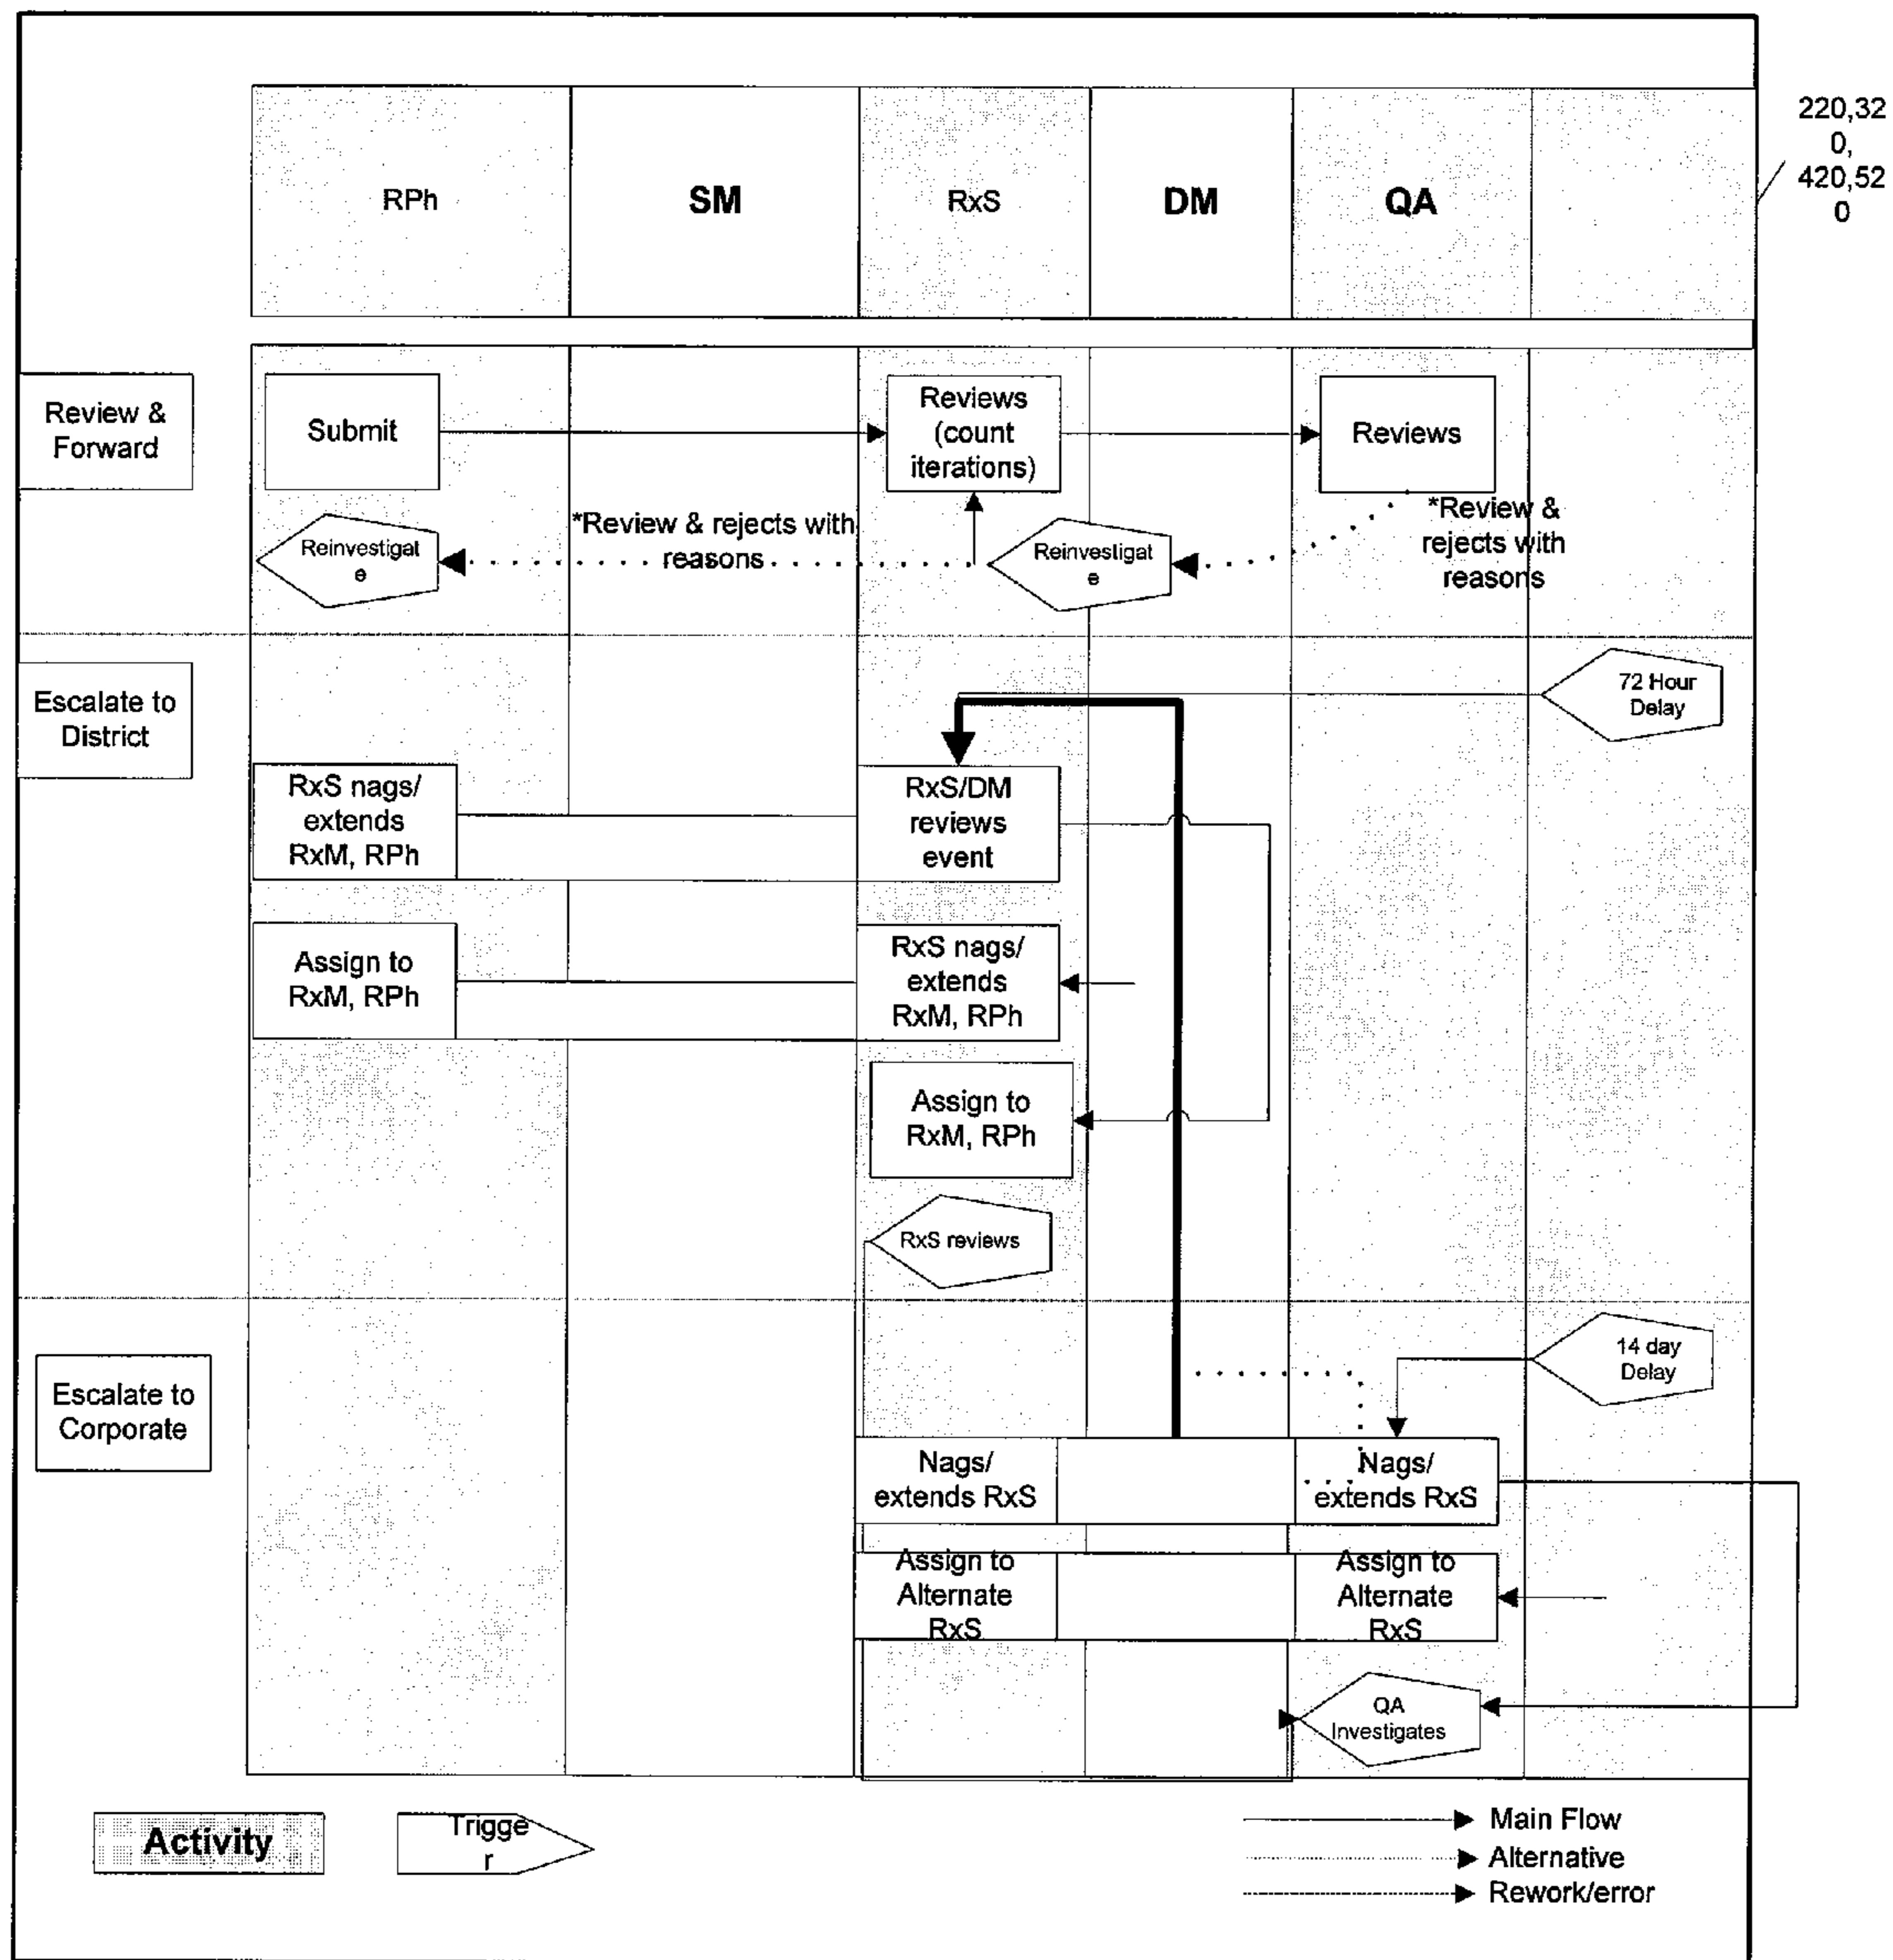 220,32
0,
420,52
0
RPh
SM
RxS
DM
QA
Review &
Forward
Submit
Reviews
(count
iterations)
Reviews
Reinvestigat
e
*Review & rejects with
reasons
Reinvestigat
e
*Review &
rejects with
reasons
Escalate to
District
72 Hour
Delay
RxS nags/
extends
RxM, RPh
RxS/DM
reviews
event
Assign to
RxM, RPh
RxS nags/
extends
RxM, RPh
Assign to
RxM, RPh
RxS reviews
Escalate to
Corporate
14 day
Delay
Nags/
extends RxS
Nags/
extends RxS
Assign to
Alternate
RxS
Assign to
Alternate
RxS
QA
Investigates
Activity
Trigge
r
Main Flow
Alternative
Rework/error